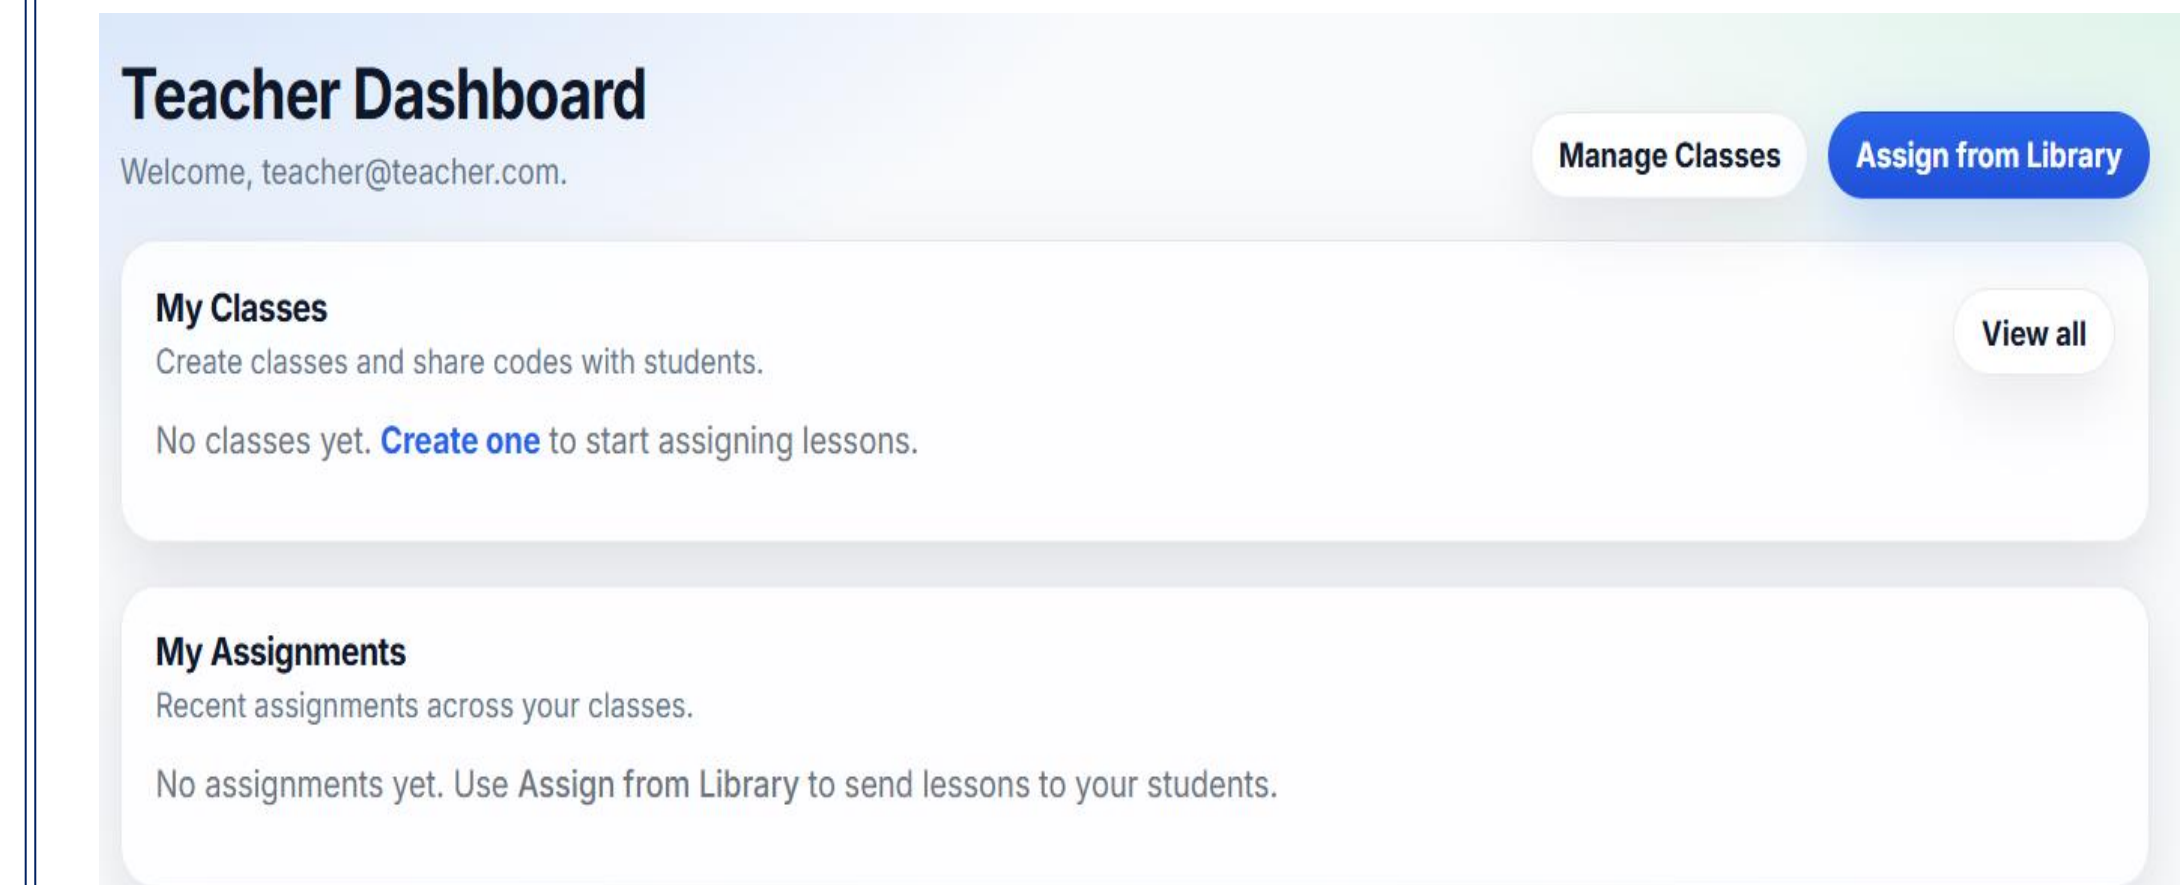 Teacher Dashboard
Welcome, teacher@teacher.com.
Manage Classes
Assign from Library
My Classes
Create classes and share codes with students.
View all
No classes yet. Create one to start assigning lessons.
My Assignments
Recent assignments across your classes.
No assignments yet. Use Assign from Library to send lessons to your students.